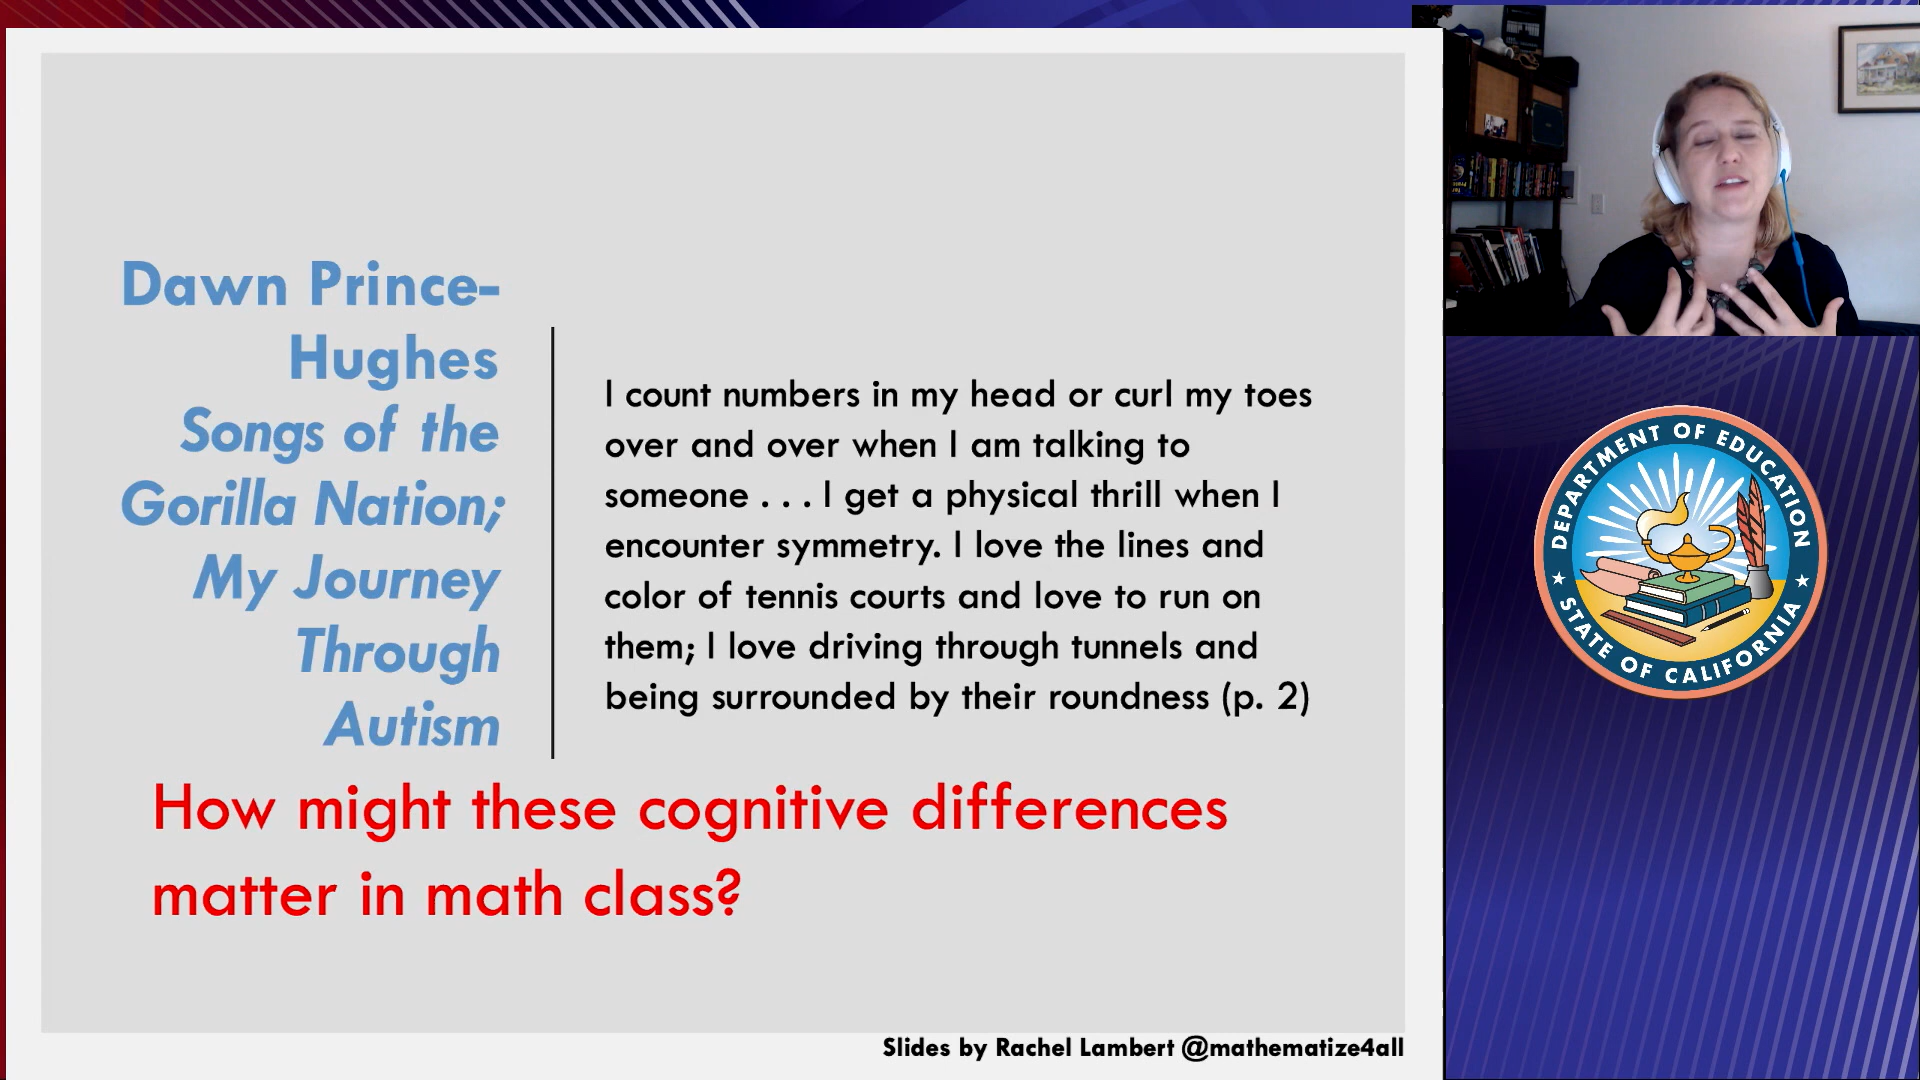 Dawn Prince-
Hughes
Songs of the
Gorilla Nation;
My Journey
Through
Autism
I count numbers in my head or curl my toes
over and over when I am talking to
someone . . . I get a physical thrill when I
encounter symmetry. I love the lines and
color of tennis courts and love to run on
them; I love driving through tunnels and
being surrounded by their roundness (p. 2)
How might these cognitive differences
matter in math class?
Slides by Rachel Lambert @mathematize4all
DEPARTMENT OF EDUCATION
STATE OF CALIFORNIA